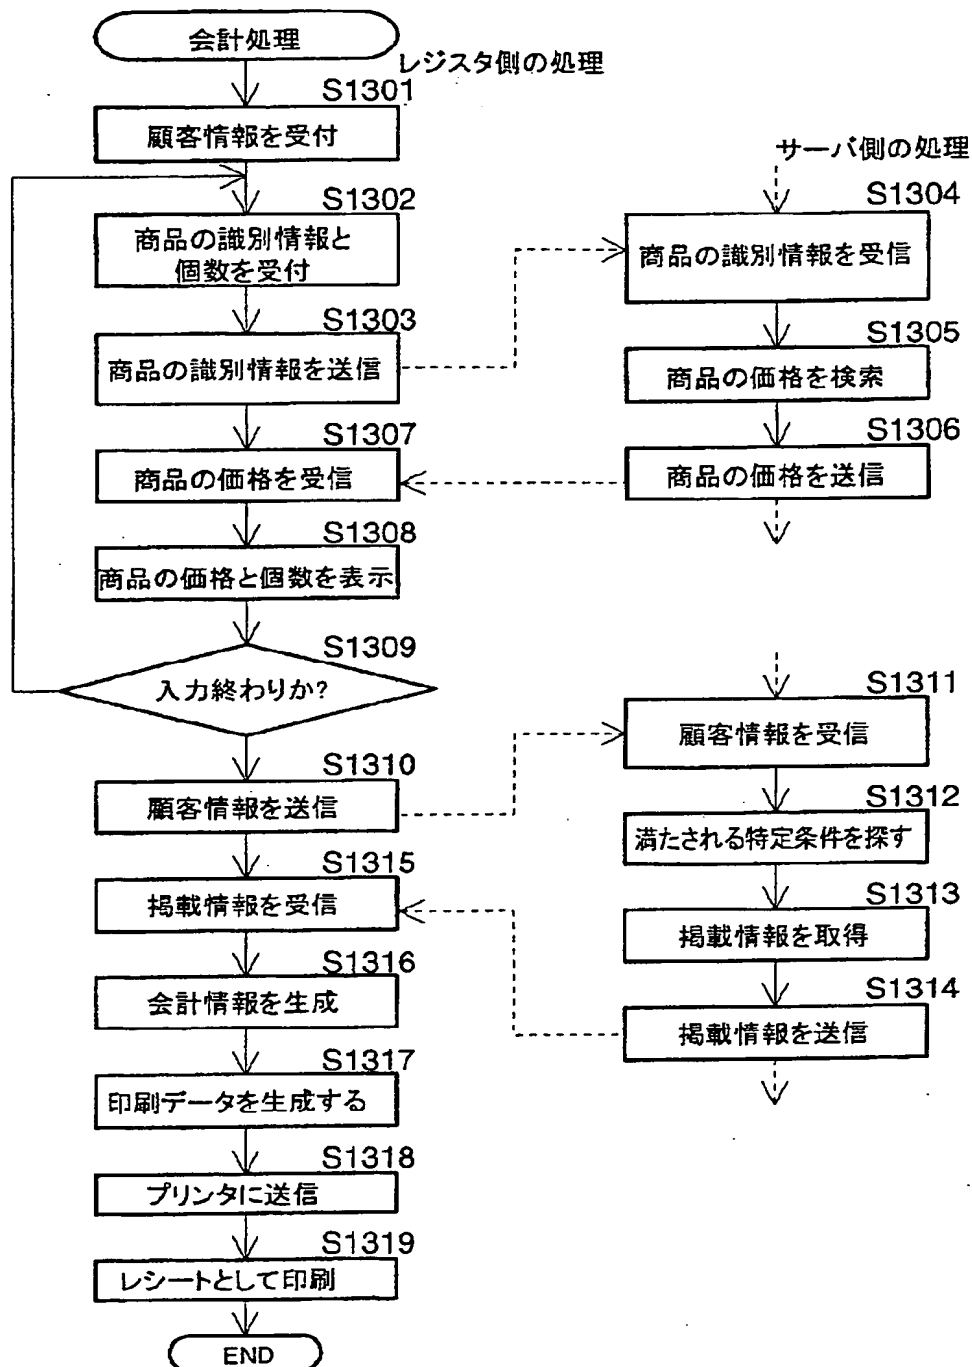 会計処理
レジスタ側の処理
S1301
顧客情報を受付
サーバ側の処理
S1302
商品の識別情報と
個数を受付
S1304
商品の識別情報を受信
S1303
商品の識別情報を送信
S1305
商品の価格を検索
S1307
商品の価格を受信
S1306
商品の価格を送信
S1308
商品の価格と個数を表示
S1309
入力終わりか?
S1311
顧客情報を受信
S1310
顧客情報を送信
S1312
満たされる特定条件を探す
S1315
掲載情報を受信
S1313
掲載情報を取得
S1316
会計情報を生成
S1314
掲載情報を送信
S1317
印刷データを生成する
S1318
プリンタに送信
S1319
レシートとして印刷
END